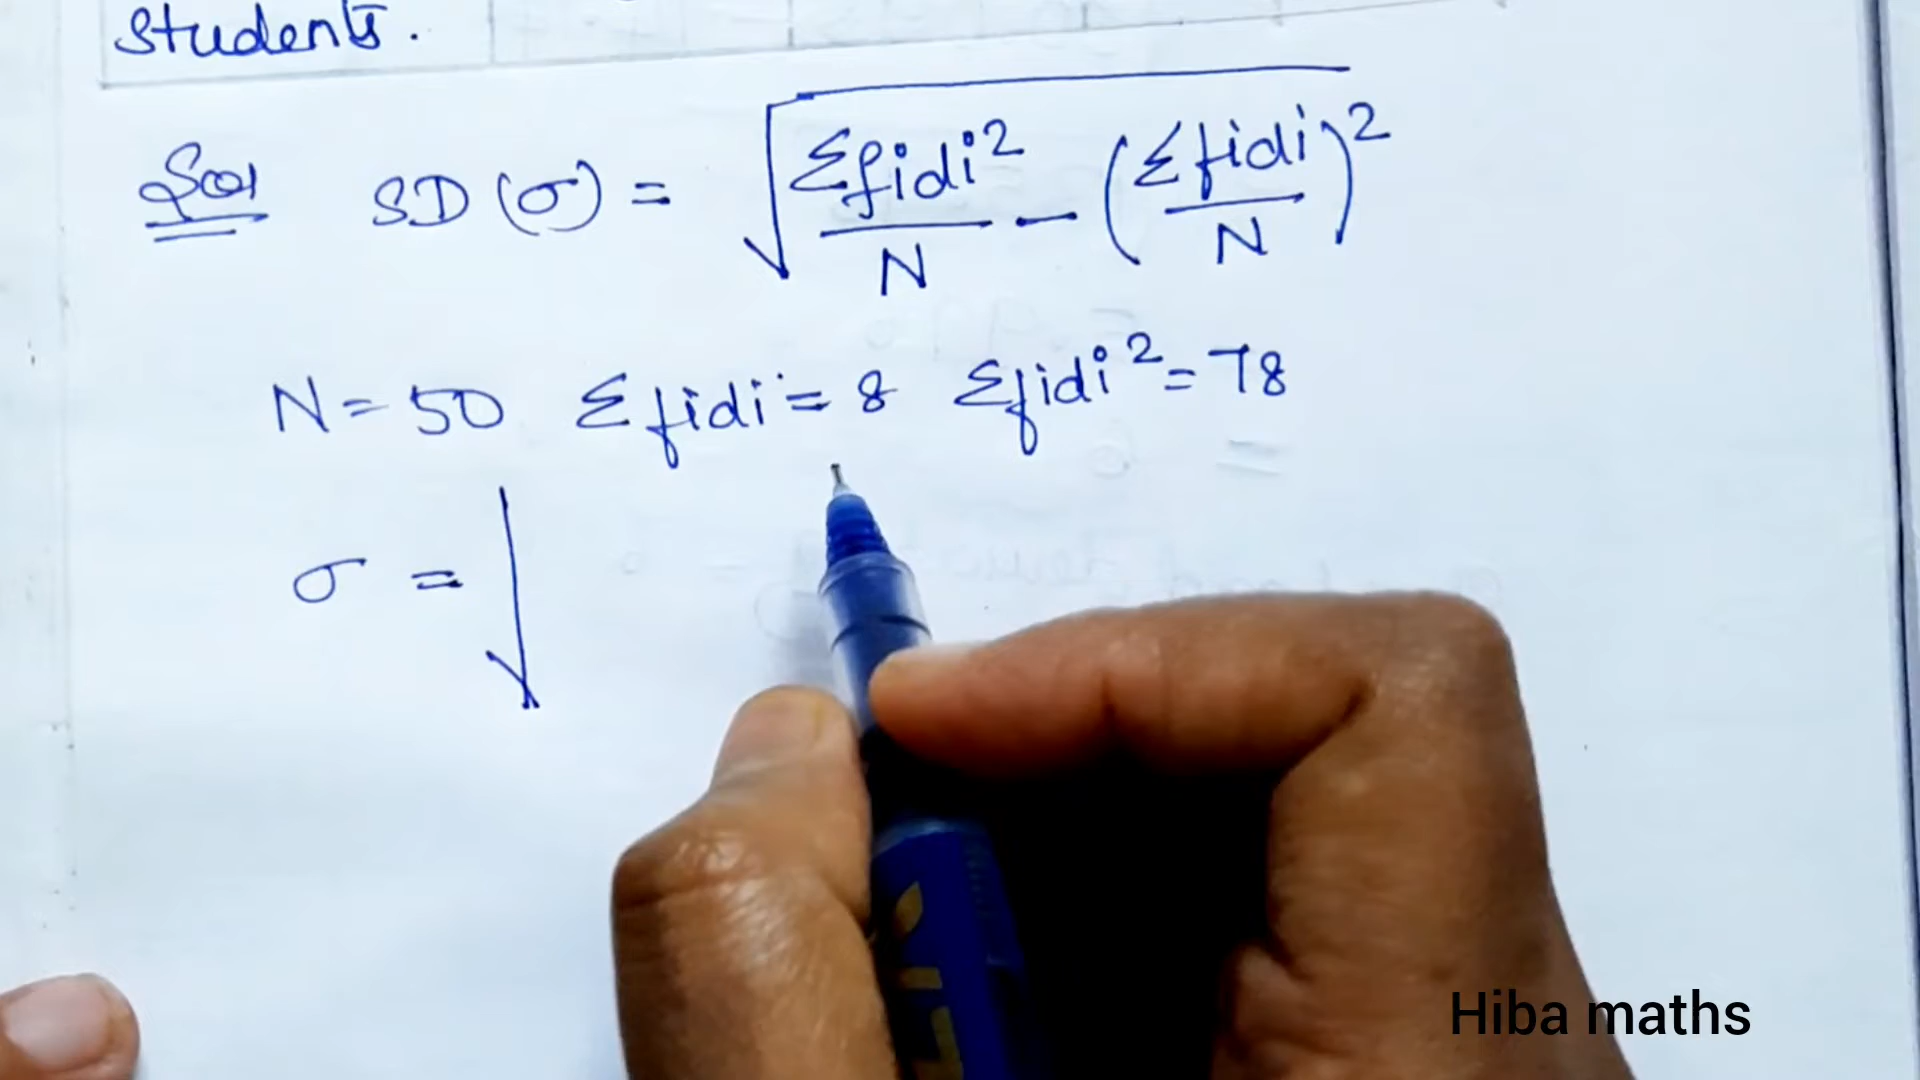 students.
Sol SD (σ) = √ Σfidi² / N − (Σfidi / N)²
N = 50 Σfidi = 8 Σfidi² = 78
σ = √
Hiba maths